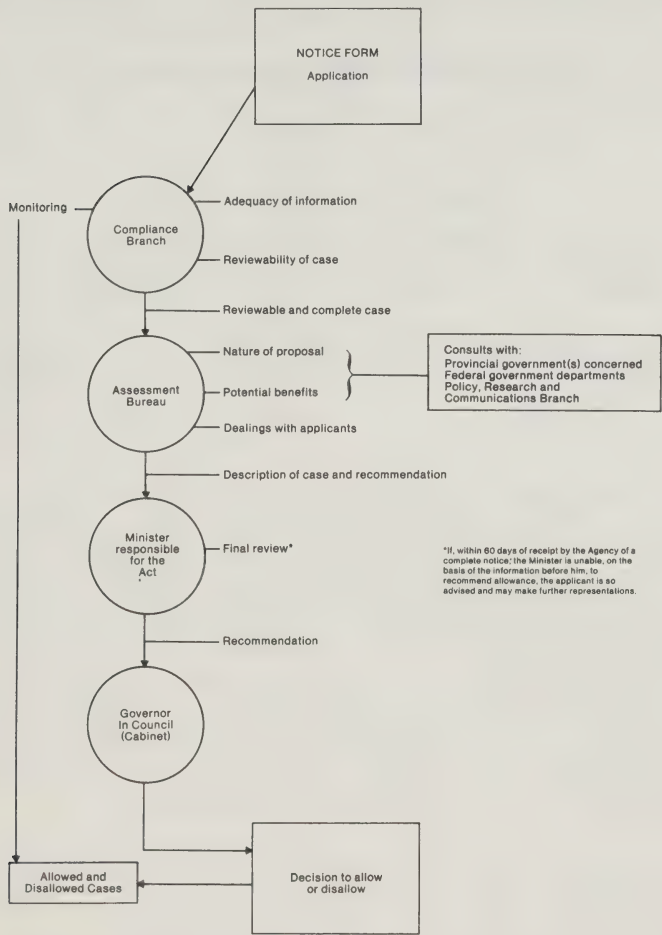 NOTICE FORM
Application
Monitoring
Compliance
Branch
Adequacy of information
Reviewability of case
Reviewable and complete case
Assessment
Bureau
Nature of proposal
Potential benefits
Dealings with applicants
Consults with:
Provincial government(s) concerned
Federal government departments
Policy, Research and
Communications Branch
Description of case and recommendation
Minister
responsible
for the
Act
Final review*
*If, within 60 days of receipt by the Agency of a
complete notice, the Minister is unable, on the
basis of the information before him, to
recommend allowance, the applicant is so
advised and may make further representations.
Recommendation
Governor
In Council
(Cabinet)
Allowed and
Disallowed Cases
Decision to allow
or disallow